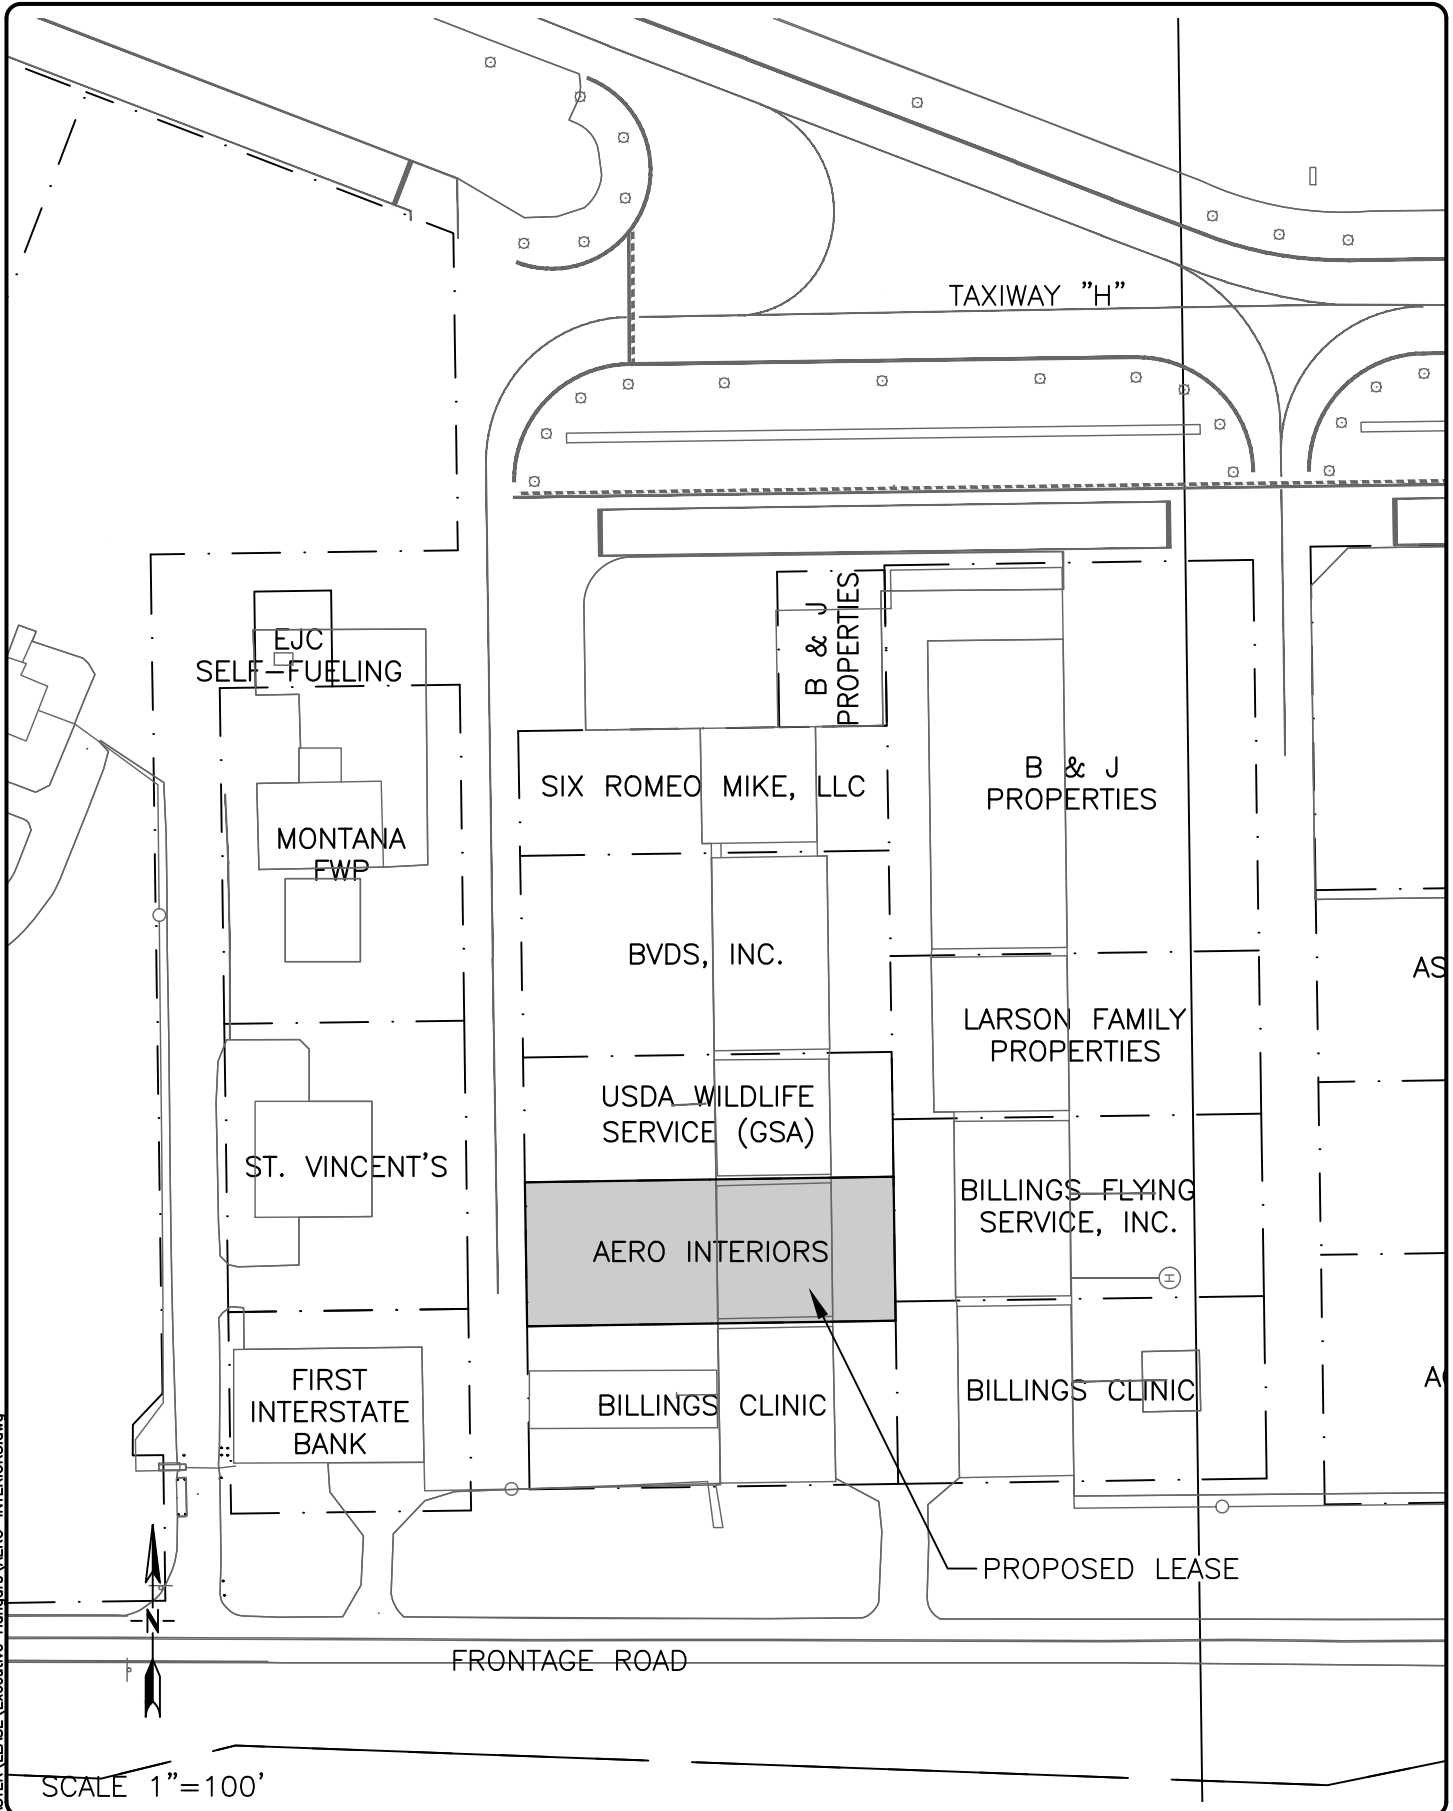 TAXIWAY "H"
B & J
PROPERTIES
EJC
SELF-FUELING
SIX ROMEO MIKE, LLC
B & J
PROPERTIES
MONTANA
FWP
BVDS, INC.
AS
LARSON FAMILY
PROPERTIES
USDA WILDLIFE
SERVICE (GSA)
ST. VINCENT'S
BILLINGS FLYING
SERVICE, INC.
AERO INTERIORS
H
FIRST
INTERSTATE
BANK
BILLINGS CLINIC
BILLINGS CLINIC
PROPOSED LEASE
N
FRONTAGE ROAD
SCALE 1"=100'